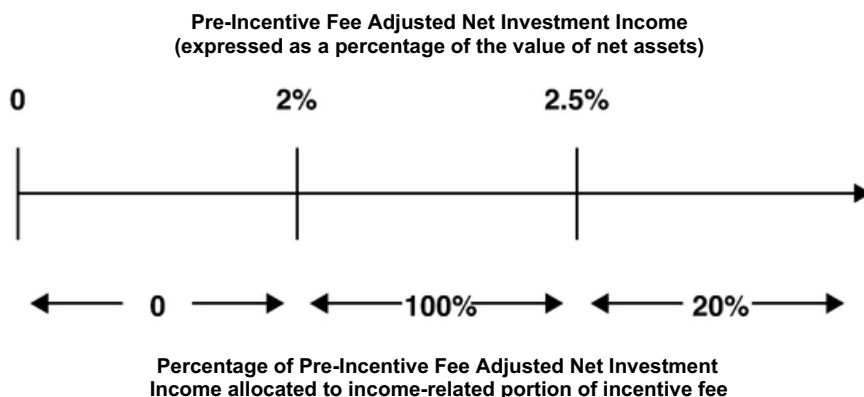 Pre-Incentive Fee Adjusted Net Investment Income
(expressed as a percentage of the value of net assets)
0 2% 2.5%
0 100% 20%
Percentage of Pre-Incentive Fee Adjusted Net Investment
Income allocated to income-related portion of incentive fee